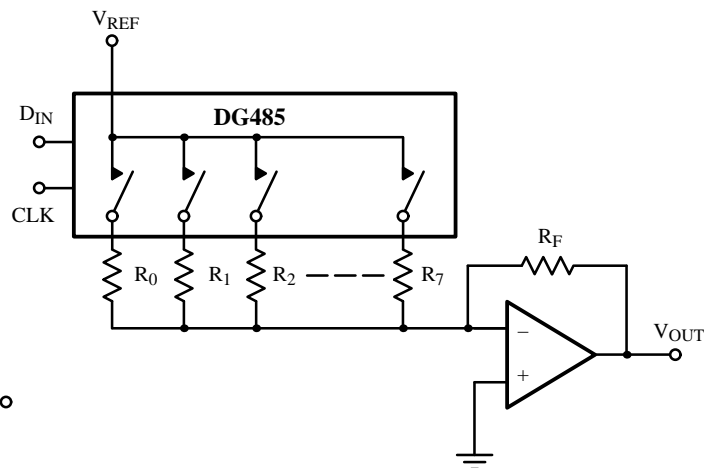 V_REF
DG485
D_IN
CLK
R_0 R_1 R_2 R_7
R_F
−
+
V_OUT